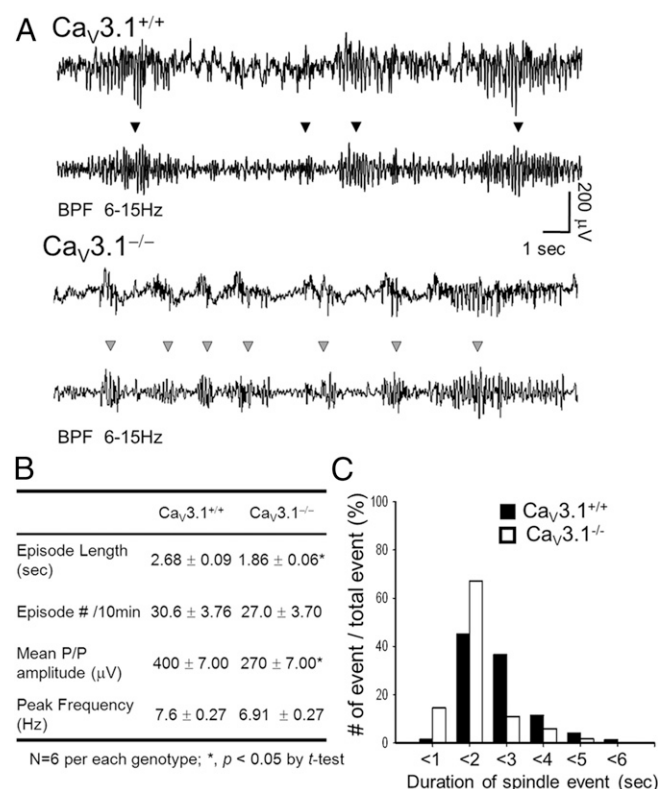 A
CaV3.1+/+
BPF 6-15Hz
200 μV
1 sec
CaV3.1–/–
BPF 6-15Hz
B
CaV3.1+/+ CaV3.1–/–
Episode Length (sec) 2.68 ± 0.09 1.86 ± 0.06*
Episode # /10min 30.6 ± 3.76 27.0 ± 3.70
Mean P/P amplitude (μV) 400 ± 7.00 270 ± 7.00*
Peak Frequency (Hz) 7.6 ± 0.27 6.91 ± 0.27
N=6 per each genotype; *, p < 0.05 by t-test
C
# of event / total event (%)
100
80
60
40
20
0
CaV3.1+/+
CaV3.1-/-
<1 <2 <3 <4 <5 <6
Duration of spindle event (sec)